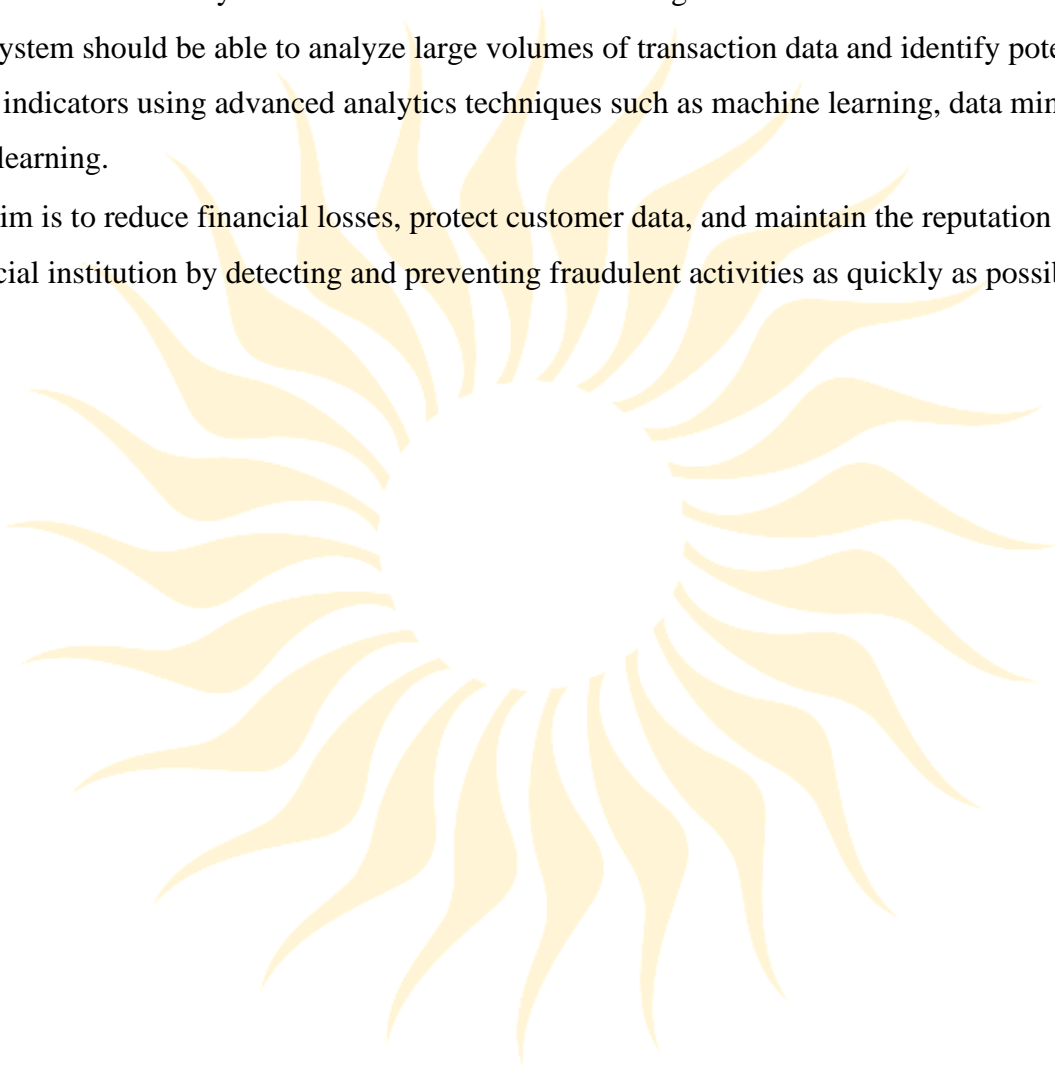 ystem should be able to analyze large volumes of transaction data and identify pote
indicators using advanced analytics techniques such as machine learning, data min
learning.
im is to reduce financial losses, protect customer data, and maintain the reputation
cial institution by detecting and preventing fraudulent activities as quickly as possib